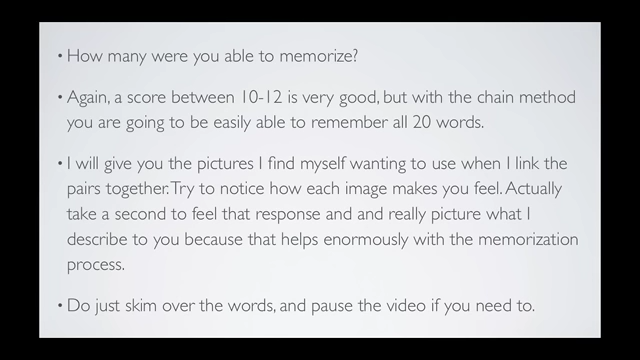 • How many were you able to memorize?
• Again, a score between 10-12 is very good, but with the chain method
you are going to be easily able to remember all 20 words.
• I will give you the pictures I find myself wanting to use when I link the
pairs together. Try to notice how each image makes you feel. Actually
take a second to feel that response and and really picture what I
describe to you because that helps enormously with the memorization
process.
• Do just skim over the words, and pause the video if you need to.